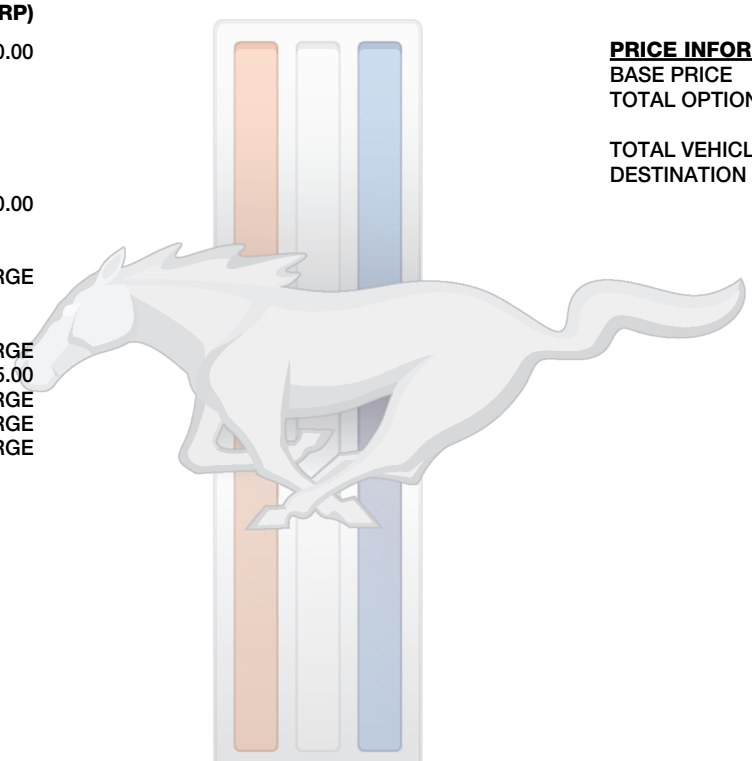 RP)
0.00
0.00
RGE
RGE
5.00
RGE
RGE
RGE
PRICE INFOR
BASE PRICE
TOTAL OPTION
TOTAL VEHICL
DESTINATION